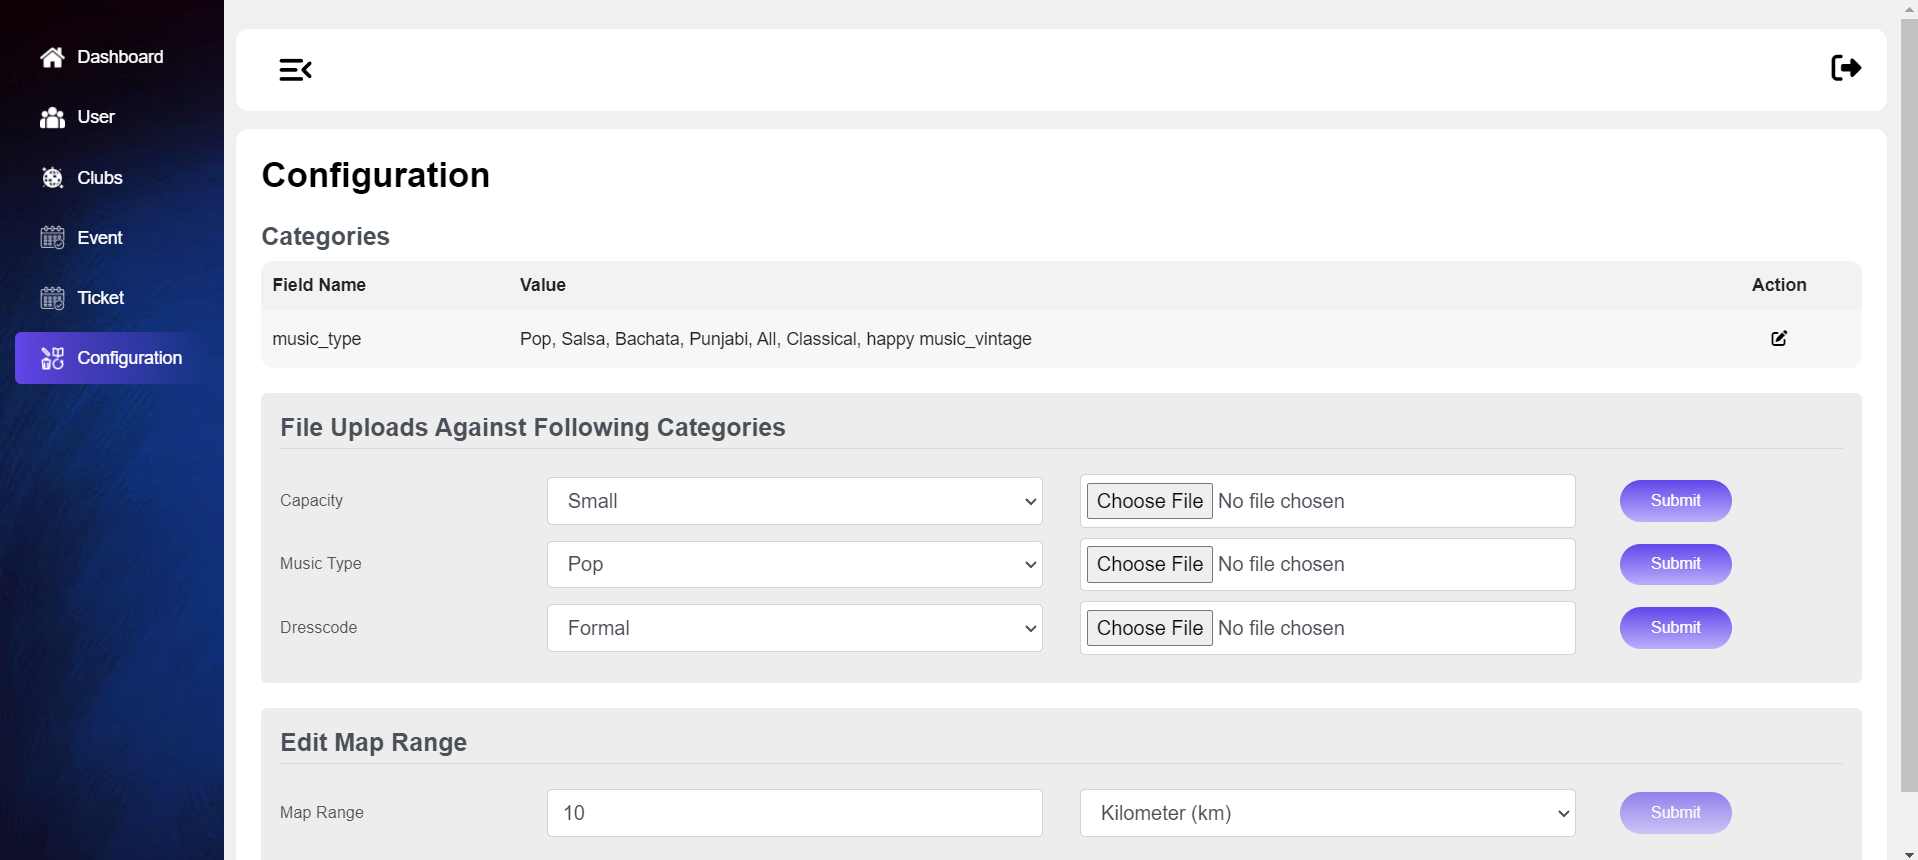 Dashboard
User
Clubs
Event
Ticket
Configuration
Configuration
Categories
Field Name Value Action
music_type Pop, Salsa, Bachata, Punjabi, All, Classical, happy music_vintage
File Uploads Against Following Categories
Capacity Small Choose File No file chosen Submit
Music Type Pop Choose File No file chosen Submit
Dresscode Formal Choose File No file chosen Submit
Edit Map Range
Map Range 10 Kilometer (km) Submit